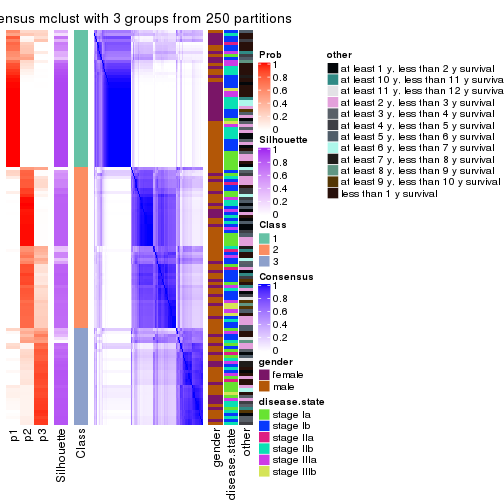 ensus mclust with 3 groups from 250 partitions
Prob
1
0.8
0.6
0.4
0.2
0
Silhouette
1
0.8
0.6
0.4
0.2
0
Class
1
2
3
Consensus
1
0.8
0.6
0.4
0.2
0
gender
female
male
disease.state
stage Ia
stage Ib
stage IIa
stage IIb
stage IIIa
stage IIIb
other
at least 1 y. less than 2 y survival
at least 10 y. less than 11 y surviva
at least 11 y. less than 12 y surviva
at least 2 y. less than 3 y survival
at least 3 y. less than 4 y survival
at least 4 y. less than 5 y survival
at least 5 y. less than 6 y survival
at least 6 y. less than 7 y survival
at least 7 y. less than 8 y survival
at least 8 y. less than 9 y survival
at least 9 y. less than 10 y survival
less than 1 y survival
p1
p2
p3
Silhouette
Class
gender
disease.state
other